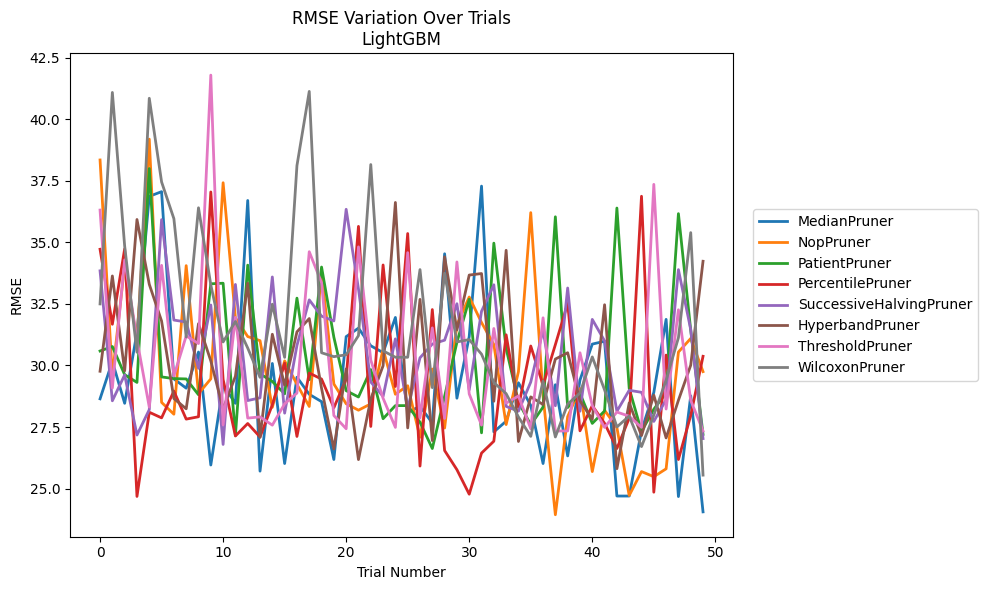 RMSE Variation Over Trials
LightGBM
42.5
40.0
37.5
35.0
32.5
30.0
27.5
25.0
RMSE
0
10
20
30
40
50
Trial Number
MedianPruner
NopPruner
PatientPruner
PercentilePruner
SuccessiveHalvingPruner
HyperbandPruner
ThresholdPruner
WilcoxonPruner